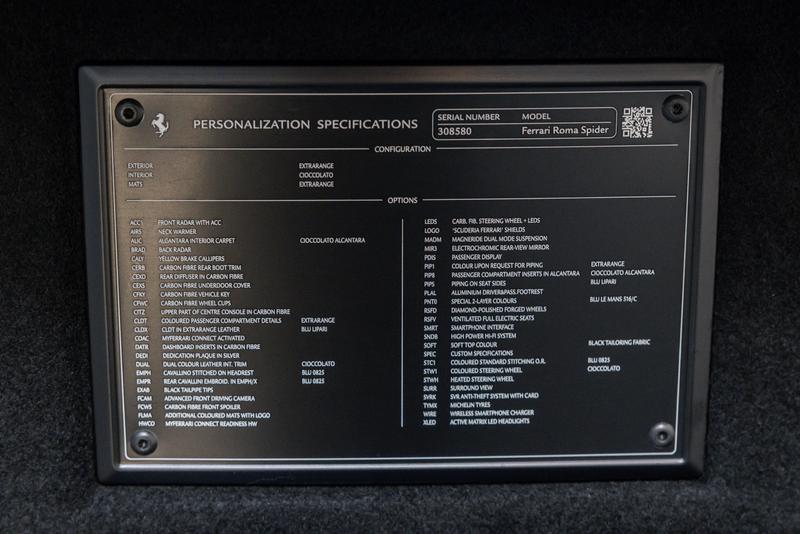 PERSONALIZATION SPECIFICATIONS
SERIAL NUMBER MODEL
308580 Ferrari Roma Spider
CONFIGURATION
EXTERIOR EXTRARANGE
INTERIOR CIOCCOLATO
MATS EXTRARANGE
OPTIONS
ACC1 FRONT RADAR WITH ACC
AIRS NECK WARMER
ALIC ALCANTARA INTERIOR CARPET CIOCCOLATO ALCANTARA
BRAD BACK RADAR
CALY YELLOW BRAKE CALLIPERS
CERB CARBON FIBRE REAR BOOT TRIM
CEXD REAR DIFFUSER IN CARBON FIBRE
CEXS CARBON FIBRE UNDERDOOR COVER
CFKY CARBON FIBRE VEHICLE KEY
CFWC CARBON FIBRE WHEEL CUPS
CITZ UPPER PART OF CENTRE CONSOLE IN CARBON FIBRE
CLDT COLOURED PASSENGER COMPARTMENT DETAILS EXTRARANGE
CLDX CLDT IN EXTRARANGE LEATHER BLU LIPARI
COAC MYFERRARI CONNECT ACTIVATED
DATR DASHBOARD INSERTS IN CARBON FIBRE
DEDI DEDICATION PLAQUE IN SILVER
DUAL DUAL COLOUR LEATHER INT. TRIM CIOCCOLATO
EMPH CAVALLINO STITCHED ON HEADREST BLU 0825
EMPR REAR CAVALLINI EMBROID. IN EMPH/X BLU 0825
EXAB BLACK TAILPIPE TIPS
FCAM ADVANCED FRONT DRIVING CAMERA
FCWS CARBON FIBER FRONT SPOILER
FLMA ADDITIONAL COLOURED MATS WITH LOGO
HWCO MYFERRARI CONNECT READINESS HW
LEDS CARB. FIB. STEERING WHEEL + LEDS
LOGO 'SCUDERIA FERRARI' SHIELDS
MADM MAGNERIDE DUAL MODE SUSPENSION
MIR3 ELECTROCHROMIC REAR-VIEW MIRROR
PDIS PASSENGER DISPLAY
PIP1 COLOUR UPON REQUEST FOR PIPING EXTRARANGE
PIP8 PASSENGER COMPARTMENT INSERTS IN ALCANTARA CIOCCOLATO ALCANTARA
PIPS PIPING ON SEAT SIDES BLU LIPARI
PLAL ALUMINIUM DRIVER&PASS.FOOTREST
PNT0 SPECIAL 2-LAYER COLOURS BLU LE MANS 516/C
RSFD DIAMOND-POLISHED FORGED WHEELS
RSFV VENTILATED FULL ELECTRIC SEATS
SMRT SMARTPHONE INTERFACE
SNDB HIGH POWER HI-FI SYSTEM
SOFT SOFT TOP COLOUR BLACK TAILORING FABRIC
SPEC CUSTOM SPECIFICATIONS
STC1 COLOURED STANDARD STITCHING O.R. BLU 0825
STW1 COLOURED STEERING WHEEL CIOCCOLATO
STWH HEATED STEERING WHEEL
SURR SURROUND VIEW
SVRK SVR ANTI-THEFT SYSTEM WITH CARD
TYMX MICHELIN TYRES
WIRE WIRELESS SMARTPHONE CHARGER
XLED ACTIVE MATRIX LED HEADLIGHTS